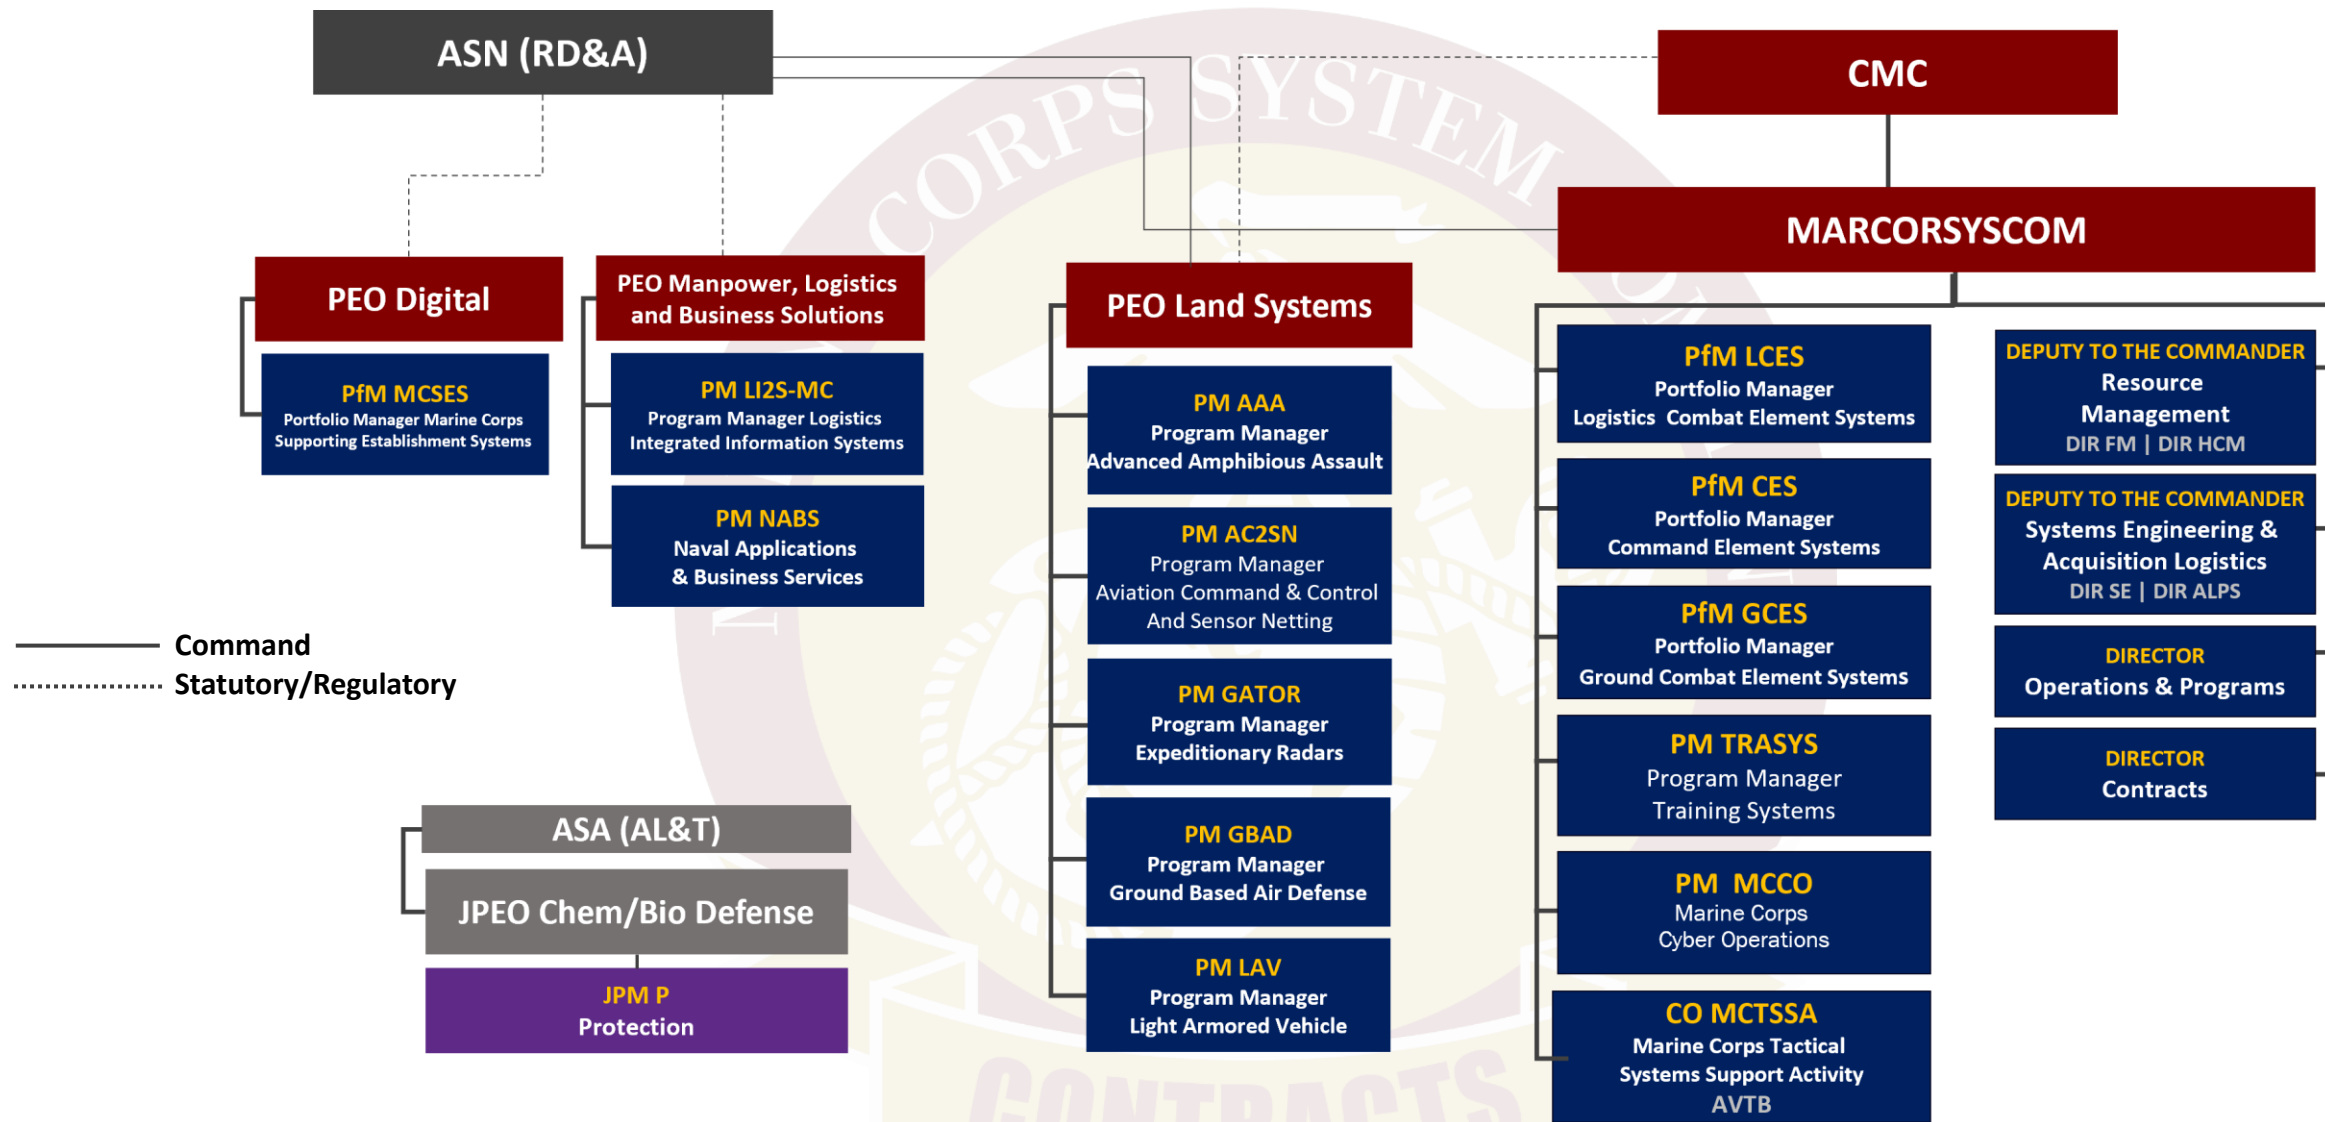 ASN (RD&A)
CMC
MARCORSYSCOM
PEO Digital
PfM MCSES
Portfolio Manager Marine Corps
Supporting Establishment Systems
PEO Manpower, Logistics
and Business Solutions
PM LI2S-MC
Program Manager Logistics
Integrated Information Systems
PM NABS
Naval Applications
& Business Services
PEO Land Systems
PM AAA
Program Manager
Advanced Amphibious Assault
PM AC2SN
Program Manager
Aviation Command & Control
And Sensor Netting
PM GATOR
Program Manager
Expeditionary Radars
PM GBAD
Program Manager
Ground Based Air Defense
PM LAV
Program Manager
Light Armored Vehicle
PfM LCES
Portfolio Manager
Logistics Combat Element Systems
PfM CES
Portfolio Manager
Command Element Systems
PfM GCES
Portfolio Manager
Ground Combat Element Systems
PM TRASYS
Program Manager
Training Systems
PM MCCO
Marine Corps
Cyber Operations
CO MCTSSA
Marine Corps Tactical
Systems Support Activity
AVTB
DEPUTY TO THE COMMANDER
Resource
Management
DIR FM | DIR HCM
DEPUTY TO THE COMMANDER
Systems Engineering &
Acquisition Logistics
DIR SE | DIR ALPS
DIRECTOR
Operations & Programs
DIRECTOR
Contracts
Command
Statutory/Regulatory
ASA (AL&T)
JPEO Chem/Bio Defense
JPM P
Protection
CORPS SYSTEM
CONTRACTS